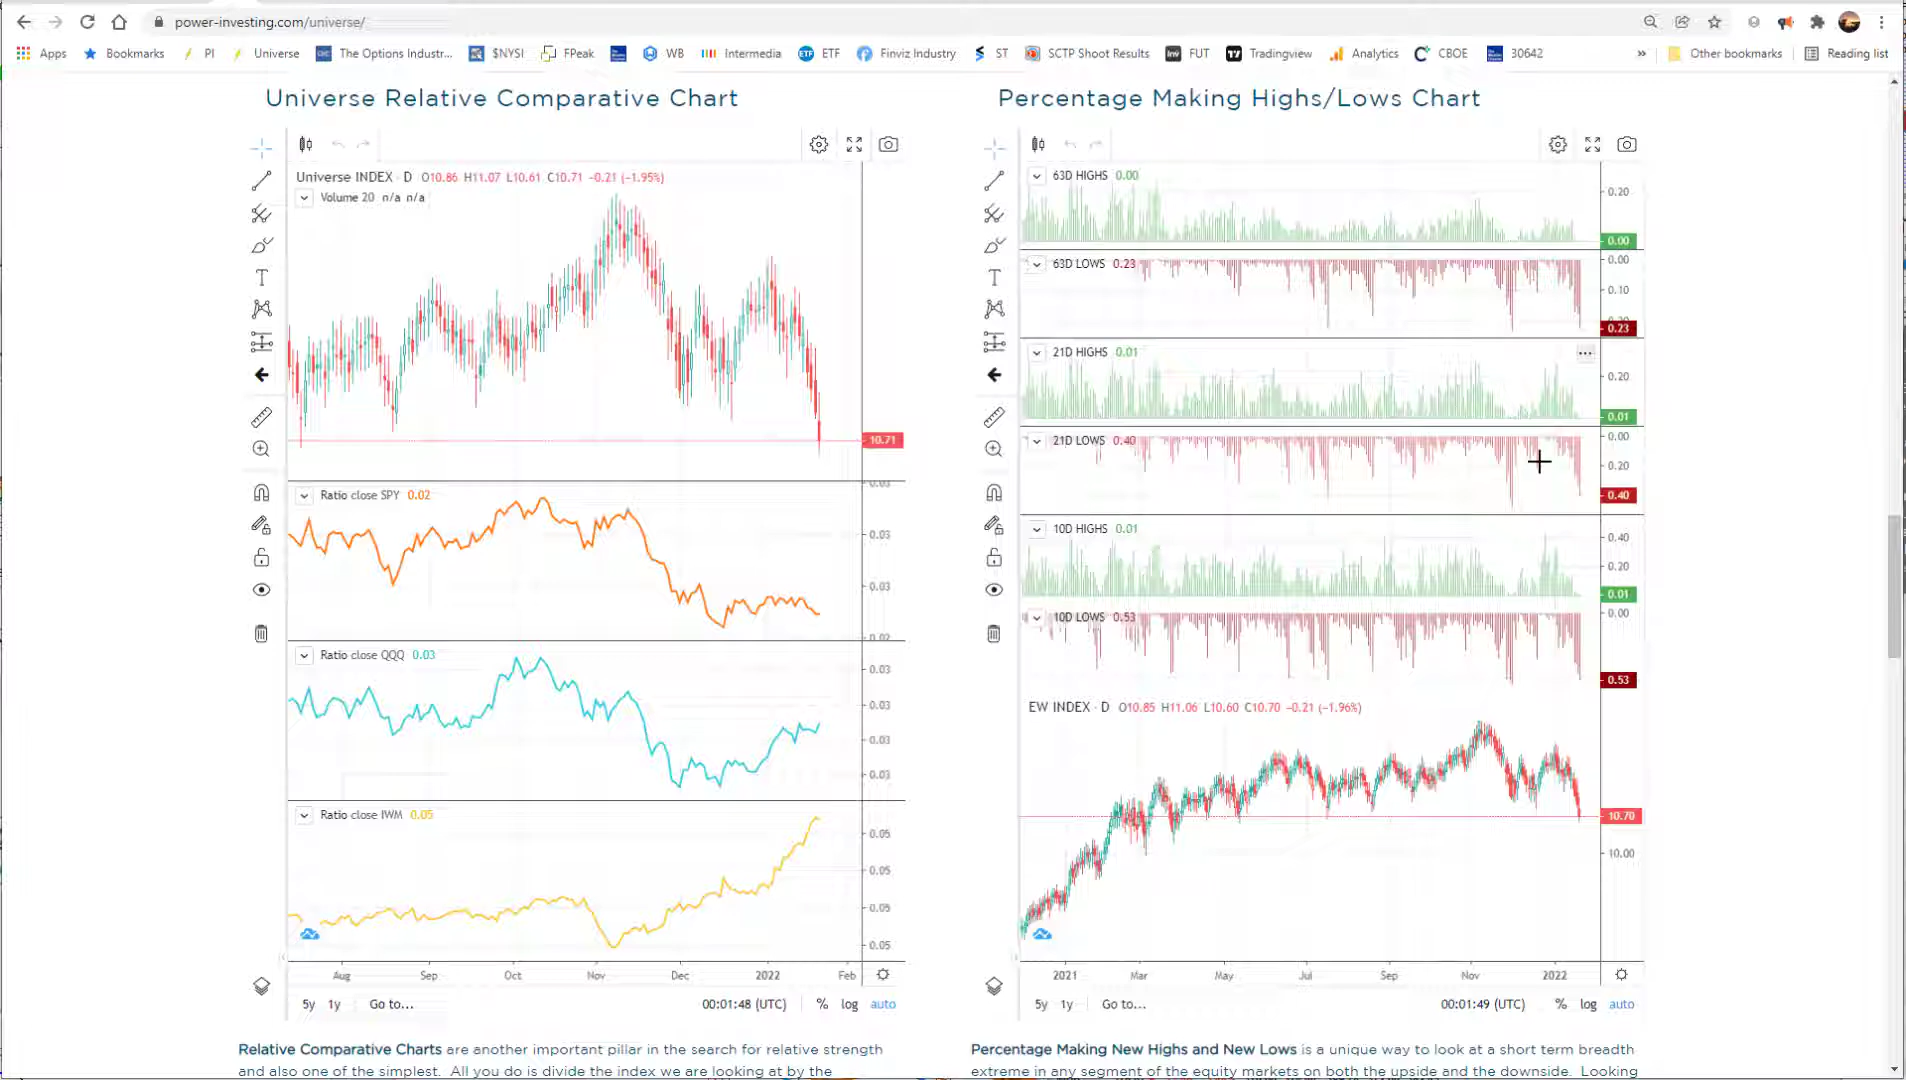 power-investing.com/universe/
Apps Bookmarks PI Universe The Options Industr... $NYSI FPeak WB Intermedia ETF Finviz Industry ST SCTP Shoot Results FUT Tradingview Analytics CBOE 30642 » Other bookmarks Reading list
Universe Relative Comparative Chart
Universe INDEX · D O10.86 H11.07 L10.61 C10.71 -0.21 (-1.95%)
Volume 20 n/a n/a
10.71
Ratio close SPY 0.02
0.03
0.03
0.03
0.02
Ratio close QQQ 0.03
0.03
0.03
0.03
0.03
Ratio close IWM 0.05
0.05
0.05
0.05
0.05
Aug Sep Oct Nov Dec 2022 Feb
5y 1y Go to... 00:01:48 (UTC) % log auto
Relative Comparative Charts are another important pillar in the search for relative strength
and also one of the simplest. All you do is divide the index we are looking at by the
Percentage Making Highs/Lows Chart
63D HIGHS 0.00
0.20
0.00
63D LOWS 0.23
0.00
0.10
0.23
21D HIGHS 0.01
0.20
0.01
21D LOWS 0.40
0.00
0.20
0.40
10D HIGHS 0.01
0.40
0.20
0.01
10D LOWS 0.53
0.00
0.53
EW INDEX · D O10.85 H11.06 L10.60 C10.70 -0.21 (-1.96%)
10.70
10.00
2021 Mar May Jul Sep Nov 2022
5y 1y Go to... 00:01:49 (UTC) % log auto
Percentage Making New Highs and New Lows is a unique way to look at a short term breadth
extreme in any segment of the equity markets on both the upside and the downside. Looking